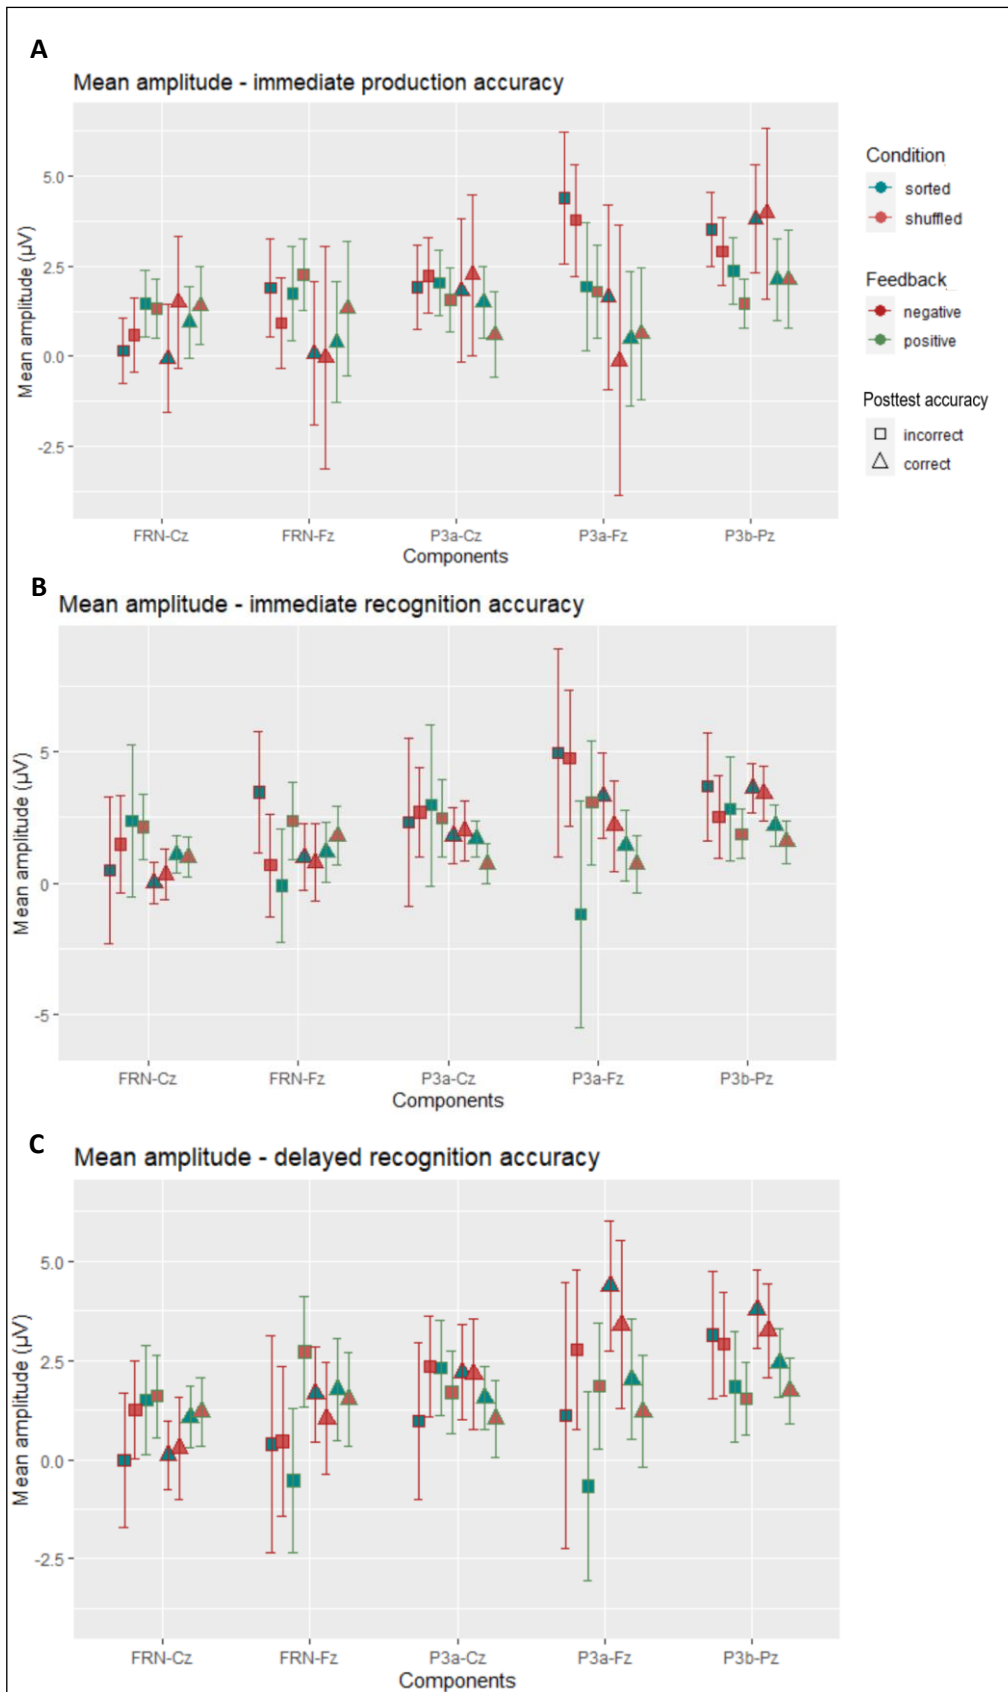 A
Mean amplitude - immediate production accuracy
5.0
2.5
0.0
-2.5
Mean amplitude (µV)
FRN-Cz FRN-Fz P3a-Cz P3a-Fz P3b-Pz
Components
Condition
sorted
shuffled
Feedback
negative
positive
Posttest accuracy
incorrect
correct
B
Mean amplitude - immediate recognition accuracy
5
0
-5
Mean amplitude (µV)
FRN-Cz FRN-Fz P3a-Cz P3a-Fz P3b-Pz
Components
C
Mean amplitude - delayed recognition accuracy
5.0
2.5
0.0
-2.5
Mean amplitude (µV)
FRN-Cz FRN-Fz P3a-Cz P3a-Fz P3b-Pz
Components